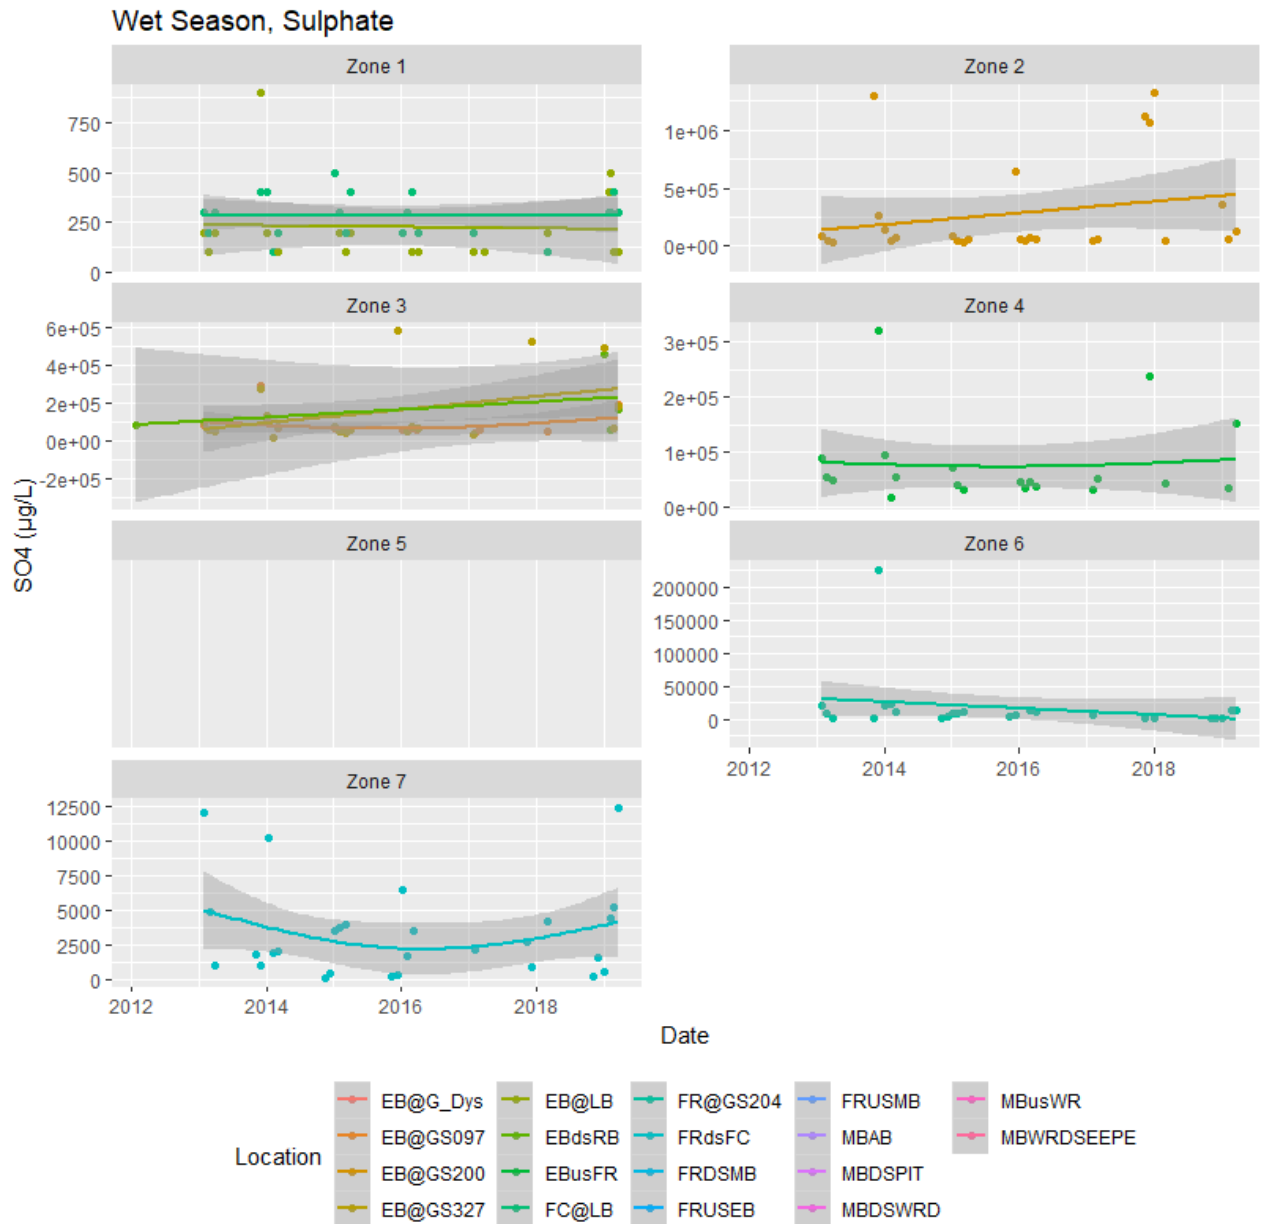 Wet Season, Sulphate
Zone 1
750
500
250
0
Zone 2
1e+06
5e+05
0e+00
Zone 3
6e+05
4e+05
2e+05
0e+00
-2e+05
Zone 4
3e+05
2e+05
1e+05
0e+00
Zone 5
Zone 6
200000
150000
100000
50000
0
2012 2014 2016 2018
Zone 7
12500
10000
7500
5000
2500
0
2012 2014 2016 2018
SO4 (µg/L)
Date
Location
EB@G_Dys EB@LB FR@GS204 FRUSMB MBusWR
EB@GS097 EBdsRB FRdsFC MBAB MBWRDSEEPE
EB@GS200 EBusFR FRDSMB MBDSPIT
EB@GS327 FC@LB FRUSEB MBDSWRD